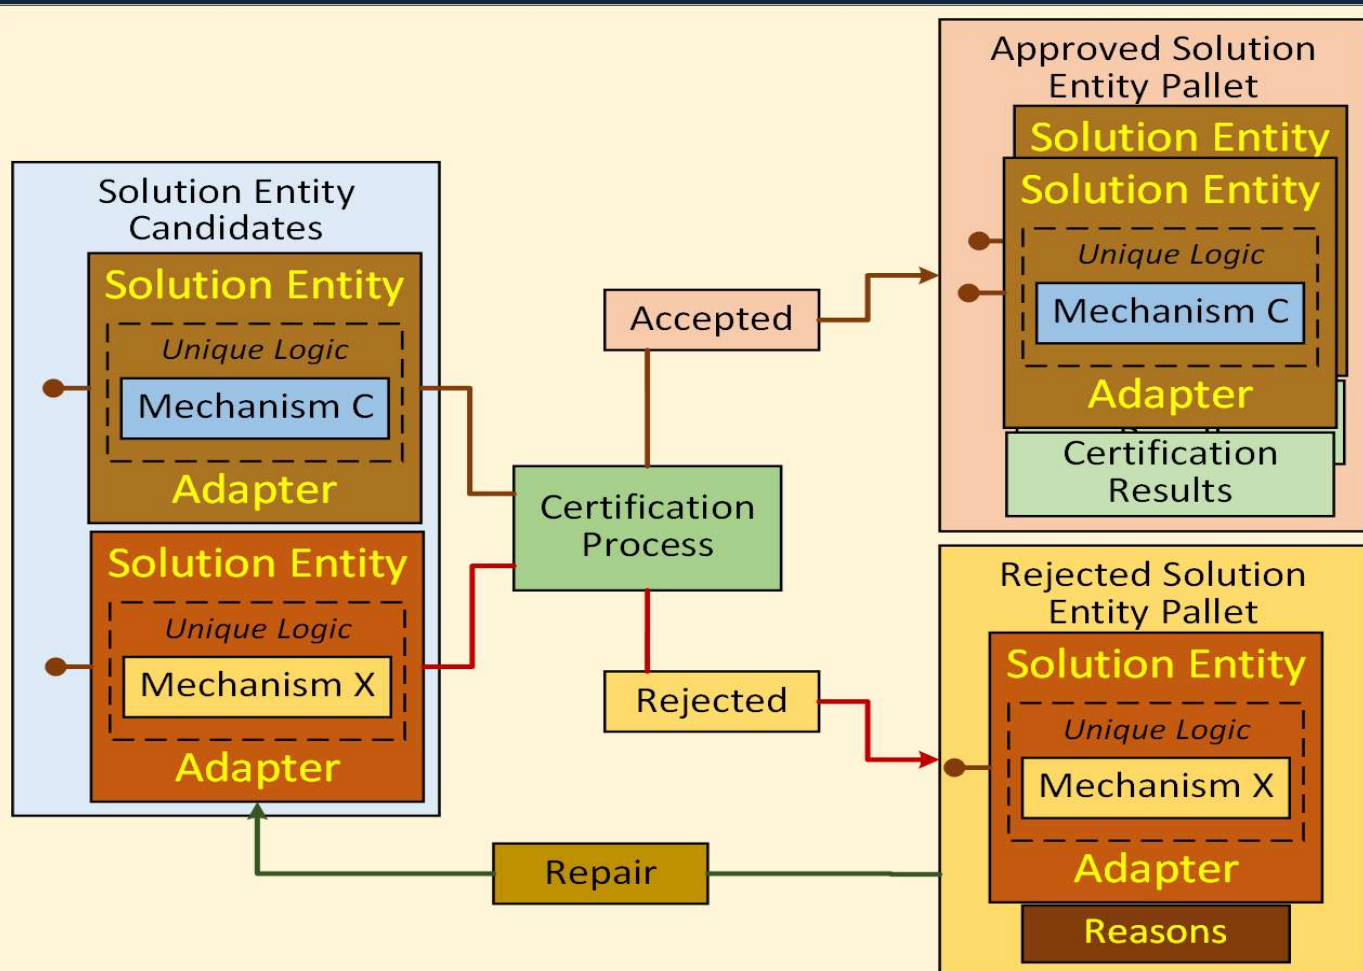 Solution Entity
Candidates
Solution Entity
Unique Logic
Mechanism C
Adapter
Solution Entity
Unique Logic
Mechanism X
Adapter
Certification
Process
Accepted
Rejected
Repair
Approved Solution
Entity Pallet
Solution Entity
Solution Entity
Unique Logic
Mechanism C
Adapter
Certification
Results
Rejected Solution
Entity Pallet
Solution Entity
Unique Logic
Mechanism X
Adapter
Reasons